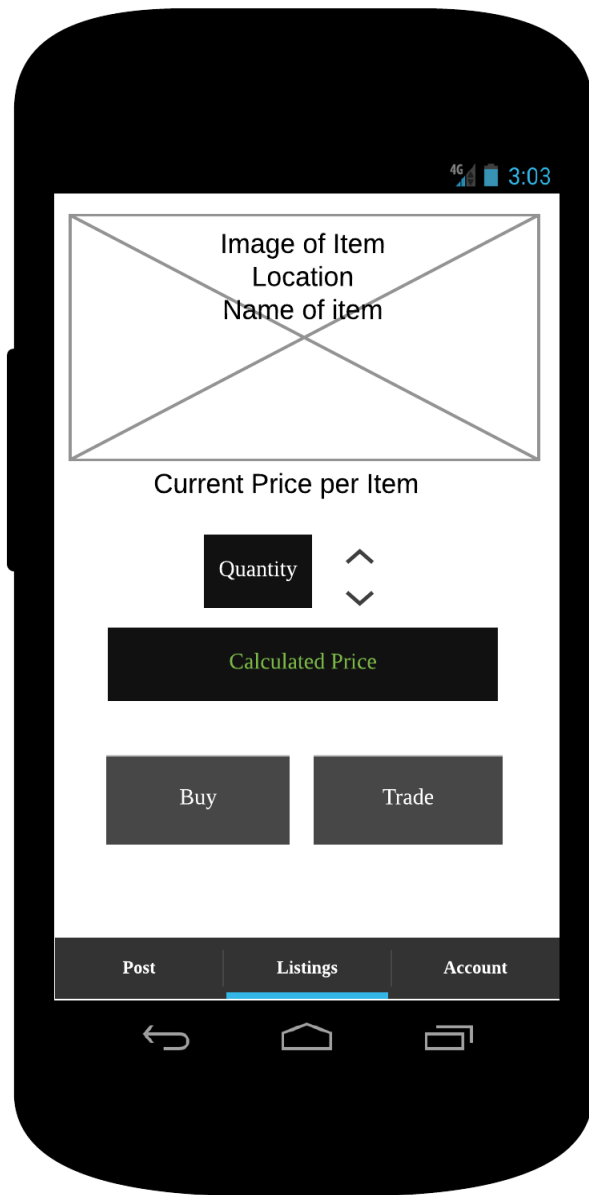 4G 3:03
Image of Item
Location
Name of item
Current Price per Item
Quantity
Calculated Price
Buy Trade
Post Listings Account